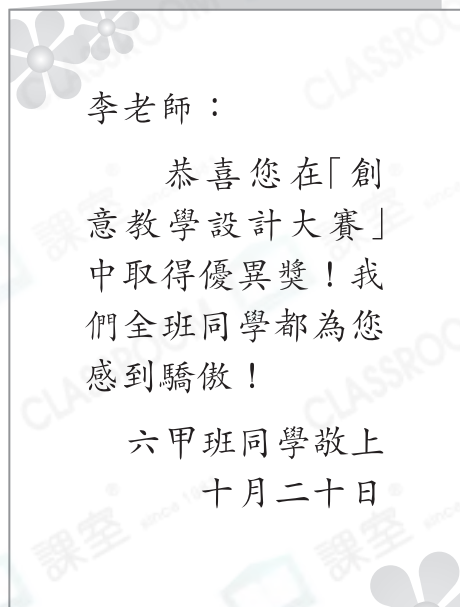 李老師：
恭喜您在「創
意教學設計大賽」
中取得優異獎！我
們全班同學都為您
感到驕傲！
六甲班同學敬上
十月二十日